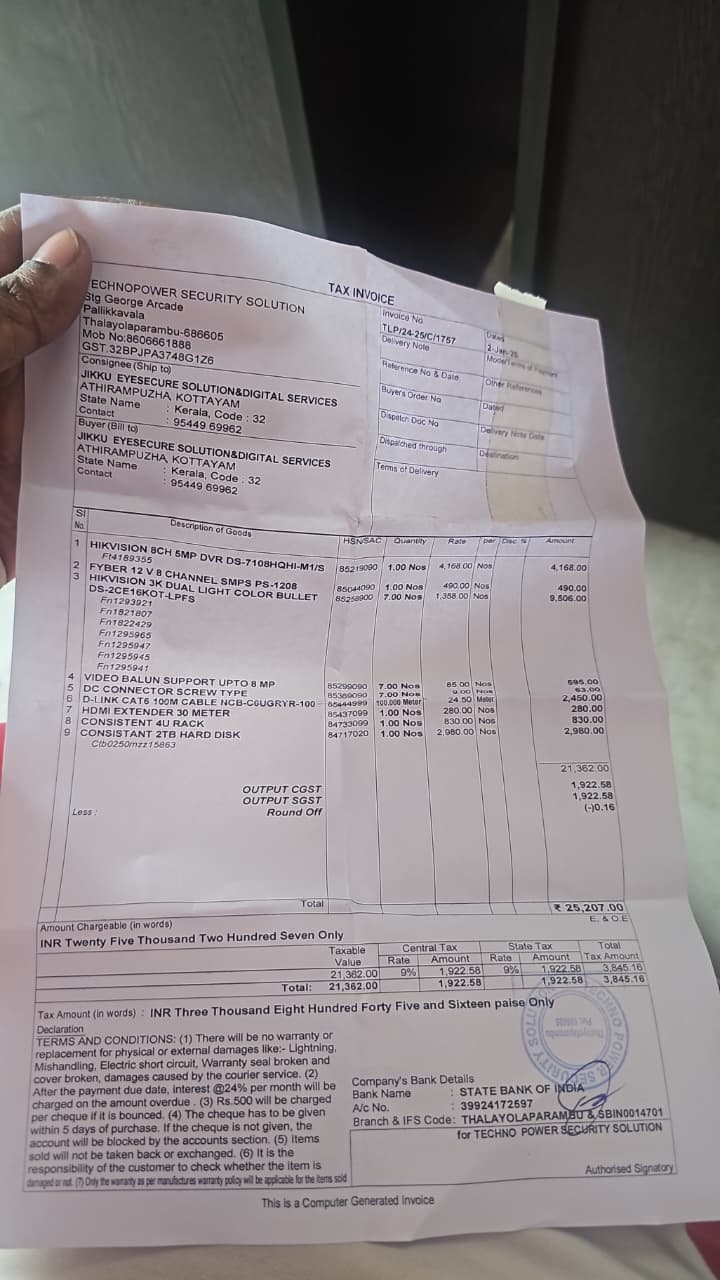 TAX INVOICE
ECHNOPOWER SECURITY SOLUTION
Stg George Arcade
Pallikkavala
Thalayolaparambu-686605
Mob No:8606661888
GST.32BPJPA3748G1Z6
Consignee (Ship to)
JIKKU EYESECURE SOLUTION&DIGITAL SERVICES
ATHIRAMPUZHA, KOTTAYAM
State Name : Kerala, Code : 32
Contact : 95449 69962
Buyer (Bill to)
JIKKU EYESECURE SOLUTION&DIGITAL SERVICES
ATHIRAMPUZHA, KOTTAYAM
State Name : Kerala, Code : 32
Contact : 95449 69962
Invoice No Dated
TLP/24-25/C/1757 2-Jan-25
Delivery Note Mode/Terms of Payment
Reference No & Date Other References
Buyers Order No Dated
Dispatch Doc No Delivery Note Date
Dispatched through Destination
Terms of Delivery
Sl No. Description of Goods HSN/SAC Quantity Rate per Disc % Amount
1 HIKVISION 8CH 5MP DVR DS-7108HQHI-M1/S 85219090 1.00 Nos 4,168.00 Nos 4,168.00
Ft4189355
2 FYBER 12 V 8 CHANNEL SMPS PS-1208 85044090 1.00 Nos 490.00 Nos 490.00
3 HIKVISION 3K DUAL LIGHT COLOR BULLET 85258900 7.00 Nos 1,358.00 Nos 9,506.00
DS-2CE16KOT-LPFS
Fn1293921
Fn1821807
Fn1822429
Fn1295965
Fn1295947
Fn1295945
Fn1295941
4 VIDEO BALUN SUPPORT UPTO 8 MP 85299090 7.00 Nos 85.00 Nos 595.00
5 DC CONNECTOR SCREW TYPE 85369090 7.00 Nos 9.00 Nos 63.00
6 D-LINK CAT6 100M CABLE NCB-C6UGRYR-100 85444999 100.000 Meter 24.50 Meter 2,450.00
7 HDMI EXTENDER 30 METER 85437099 1.00 Nos 280.00 Nos 280.00
8 CONSISTENT 4U RACK 84733099 1.00 Nos 830.00 Nos 830.00
9 CONSISTANT 2TB HARD DISK 84717020 1.00 Nos 2,980.00 Nos 2,980.00
Ctb0250mzz15863
21,362.00
OUTPUT CGST 1,922.58
OUTPUT SGST 1,922.58
Less : Round Off (-)0.16
Total ₹ 25,207.00
Amount Chargeable (in words) E. & O.E
INR Twenty Five Thousand Two Hundred Seven Only
Taxable Value Central Tax State Tax Total Tax Amount
Rate Amount Rate Amount
21,362.00 9% 1,922.58 9% 1,922.58 3,845.16
Total: 21,362.00 1,922.58 1,922.58 3,845.16
Tax Amount (in words) : INR Three Thousand Eight Hundred Forty Five and Sixteen paise Only
Declaration
TERMS AND CONDITIONS: (1) There will be no warranty or
replacement for physical or external damages like:- Lightning,
Mishandling, Electric short circuit, Warranty seal broken and
cover broken, damages caused by the courier service. (2)
After the payment due date, interest @24% per month will be
charged on the amount overdue . (3) Rs.500 will be charged
per cheque if it is bounced. (4) The cheque has to be given
within 5 days of purchase. If the cheque is not given, the
account will be blocked by the accounts section. (5) Items
sold will not be taken back or exchanged. (6) It is the
responsibility of the customer to check whether the item is
damaged or not. (7) Only the warranty as per manufactures warranty policy will be applicable for the items sold
Company's Bank Details
Bank Name : STATE BANK OF INDIA
A/c No. : 39924172597
Branch & IFS Code: THALAYOLAPARAMBU & SBIN0014701
for TECHNO POWER SECURITY SOLUTION
Authorised Signatory
This is a Computer Generated Invoice